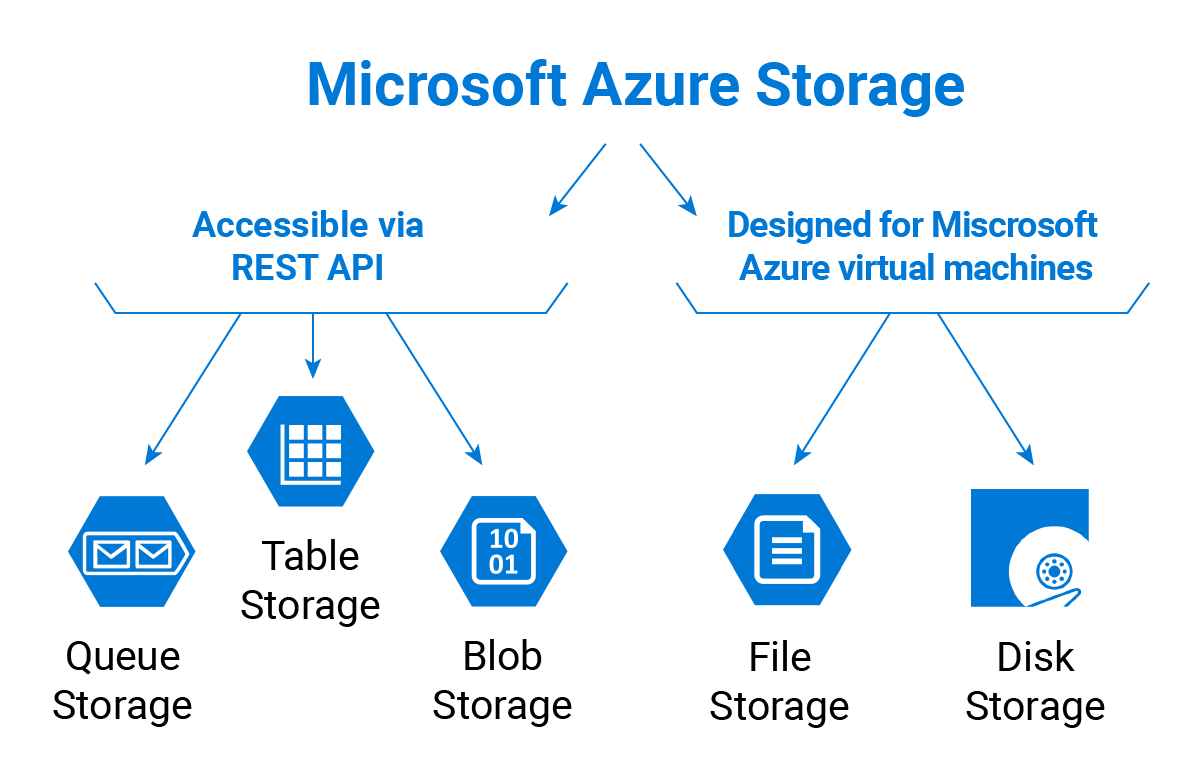 Microsoft Azure Storage
Accessible via
REST API
Designed for Miscrosoft
Azure virtual machines
Queue
Storage
Table
Storage
10
01
Blob
Storage
File
Storage
Disk
Storage